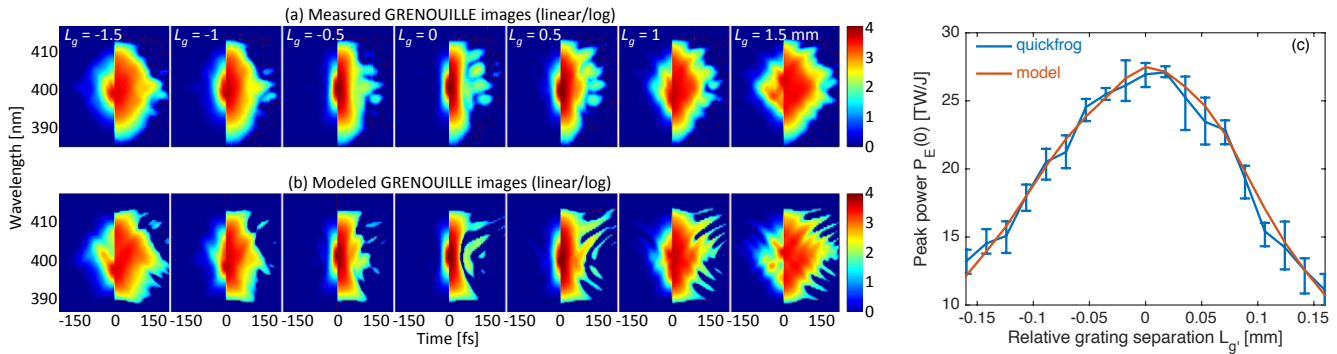 (a) Measured GRENOUILLE images (linear/log)
L_g = -1.5
L_g = -1
L_g = -0.5
L_g = 0
L_g = 0.5
L_g = 1
L_g = 1.5 mm
410
400
390
4
3
2
1
0
Wavelength [nm]
(b) Modeled GRENOUILLE images (linear/log)
410
400
390
4
3
2
1
0
-150 0 150 -150 0 150 -150 0 150 -150 0 150 -150 0 150 -150 0 150 -150 0 150
Time [fs]
(c)
quickfrog
model
30
25
20
15
10
Peak power P_E(0) [TW/J]
-0.15 -0.1 -0.05 0 0.05 0.1 0.15
Relative grating separation L_g' [mm]